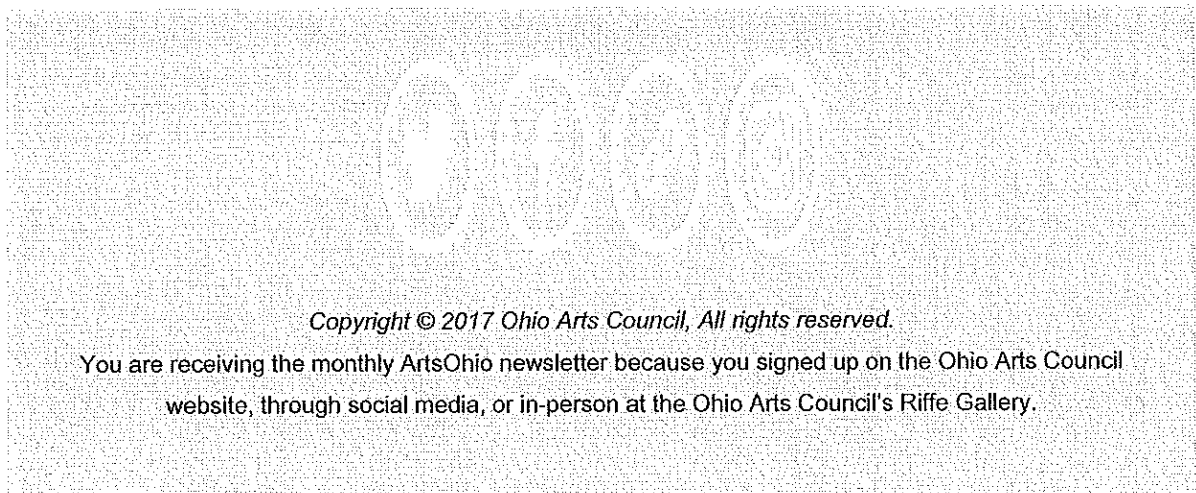 Copyright © 2017 Ohio Arts Council, All rights reserved.
You are receiving the monthly ArtsOhio newsletter because you signed up on the Ohio Arts Council
website, through social media, or in-person at the Ohio Arts Council's Riffe Gallery.